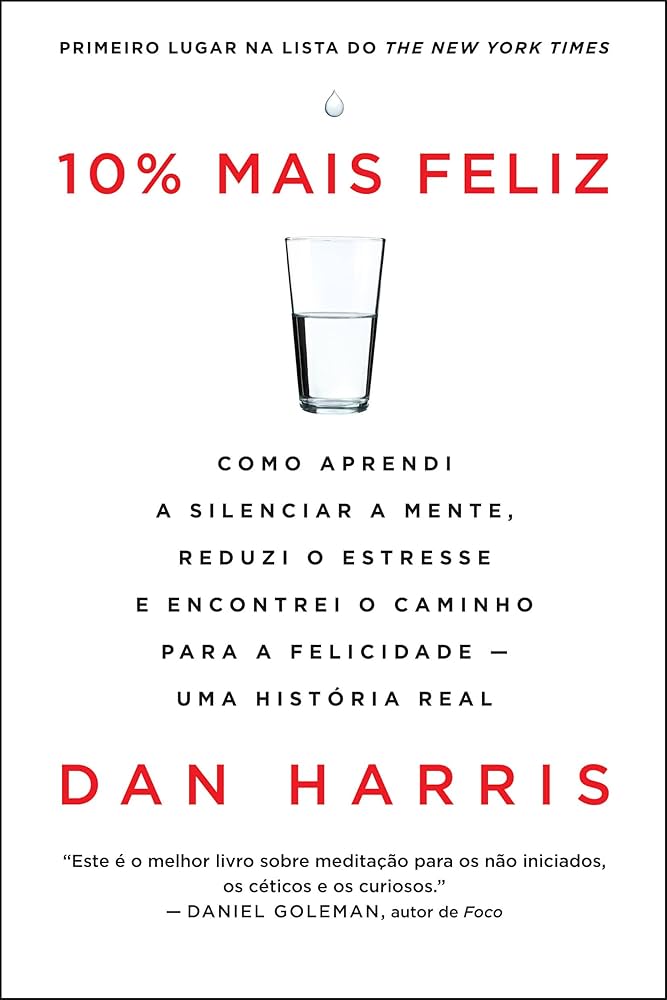 PRIMEIRO LUGAR NA LISTA DO THE NEW YORK TIMES
10% MAIS FELIZ
COMO APRENDI
A SILENCIAR A MENTE,
REDUZI O ESTRESSE
E ENCONTREI O CAMINHO
PARA A FELICIDADE —
UMA HISTÓRIA REAL
DAN HARRIS
“Este é o melhor livro sobre meditação para os não iniciados,
os céticos e os curiosos.”
— DANIEL GOLEMAN, autor de Foco